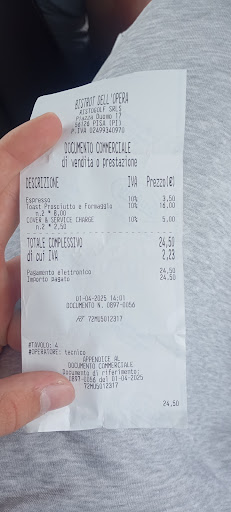 BISTROT DELL'OPERA
RISTOGOLF SRLS
Piazza Duomo 17
56126 PISA (PI)
P.IVA 02499340970
DOCUMENTO COMMERCIALE
di vendita o prestazione
DESCRIZIONE IVA Prezzo(€)
Espresso 10% 3,50
Toast Prosciutto e Formaggio 10% 16,00
n.2 * 8,00
COVER & SERVICE CHARGE 10% 5,00
n.2 * 2,50
TOTALE COMPLESSIVO 24,50
di cui IVA 2,23
Pagamento elettronico 24,50
Importo pagato 24,50
01-04-2025 14:01
DOCUMENTO N. 0897-0056
RT 72MU5012317
#TAVOLO: 4
#OPERATORE: tecnico
APPENDICE AL
DOCUMENTO COMMERCIALE
Documento di riferimento:
0897-0056 del 01-04-2025
72MU5012317
24,50